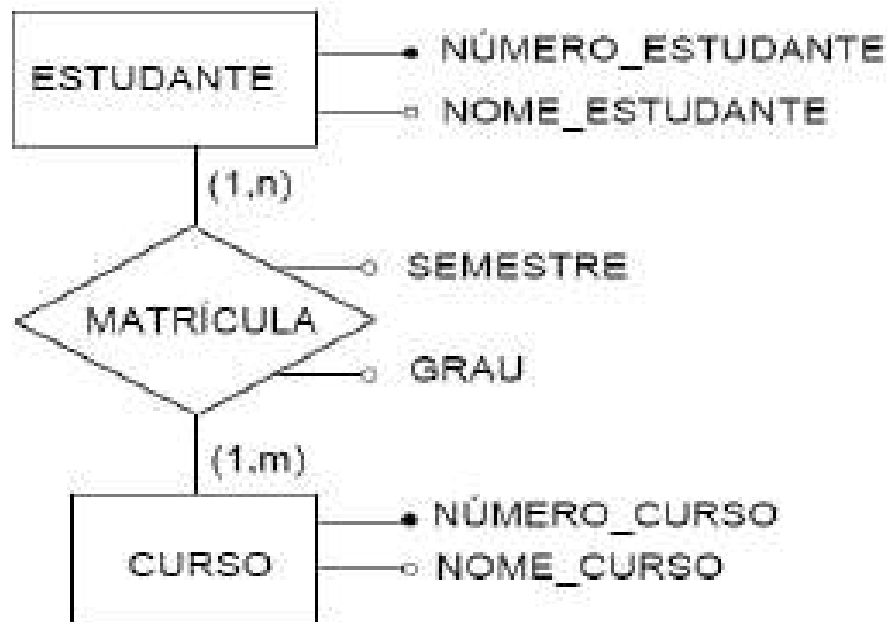 NÚMERO_ESTUDANTE
ESTUDANTE
NOME_ESTUDANTE
(1,n)
SEMESTRE
MATRÍCULA
GRAU
(1,m)
NÚMERO_CURSO
CURSO
NOME_CURSO